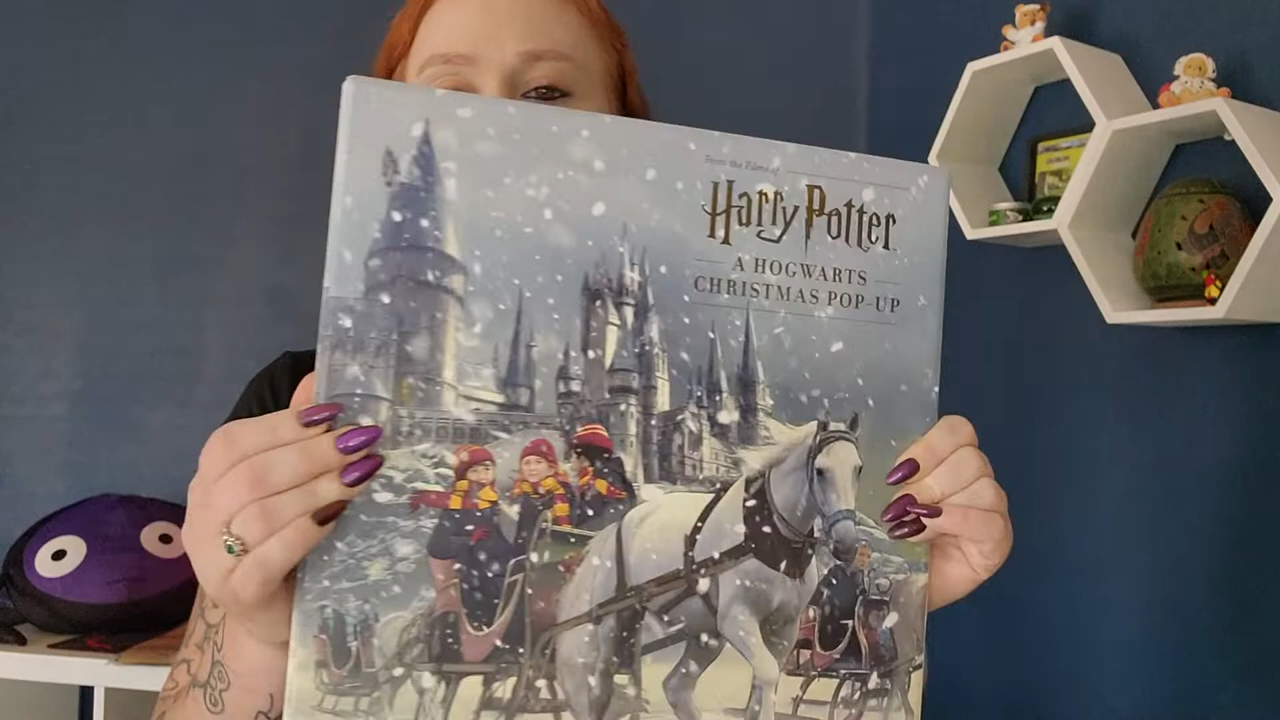 From the Films of
Harry Potter
A HOGWARTS
CHRISTMAS POP-UP